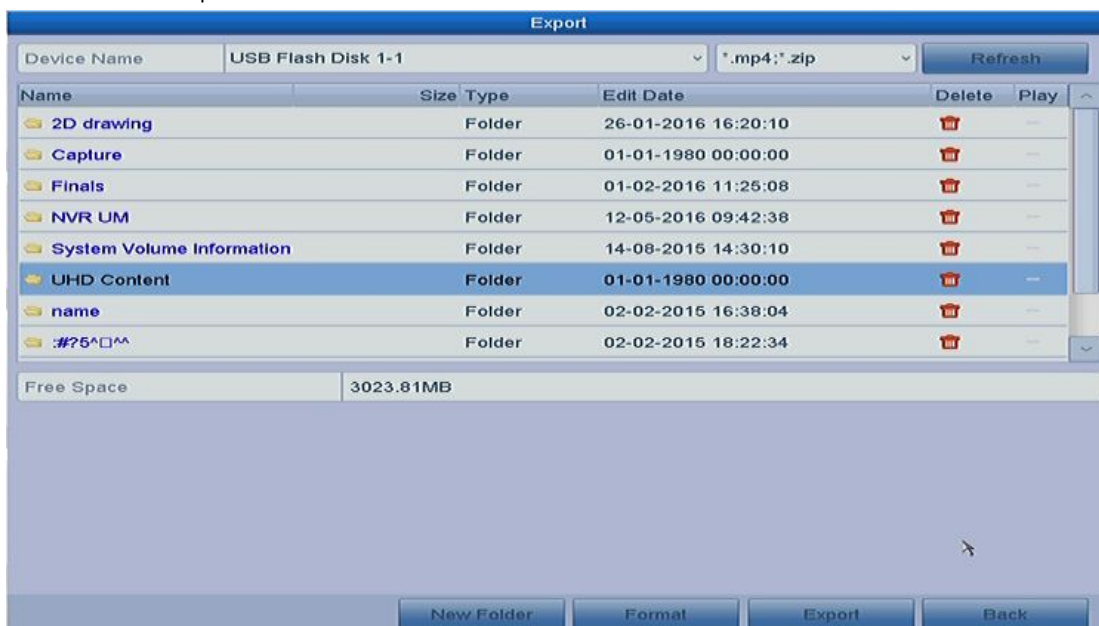 Export
Device Name USB Flash Disk 1-1 *.mp4;*.zip Refresh
Name Size Type Edit Date Delete Play
2D drawing Folder 26-01-2016 16:20:10
Capture Folder 01-01-1980 00:00:00
Finals Folder 01-02-2016 11:25:08
NVR UM Folder 12-05-2016 09:42:38
System Volume Information Folder 14-08-2015 14:30:10
UHD Content Folder 01-01-1980 00:00:00
name Folder 02-02-2015 16:38:04
:#?5^□^^ Folder 02-02-2015 18:22:34
Free Space 3023.81MB
New Folder Format Export Back